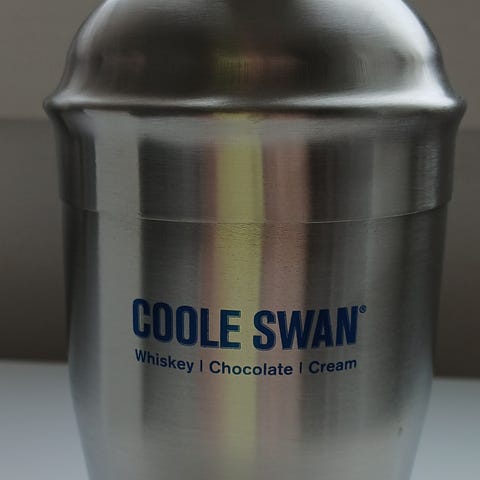 COOLE SWAN®
Whiskey | Chocolate | Cream